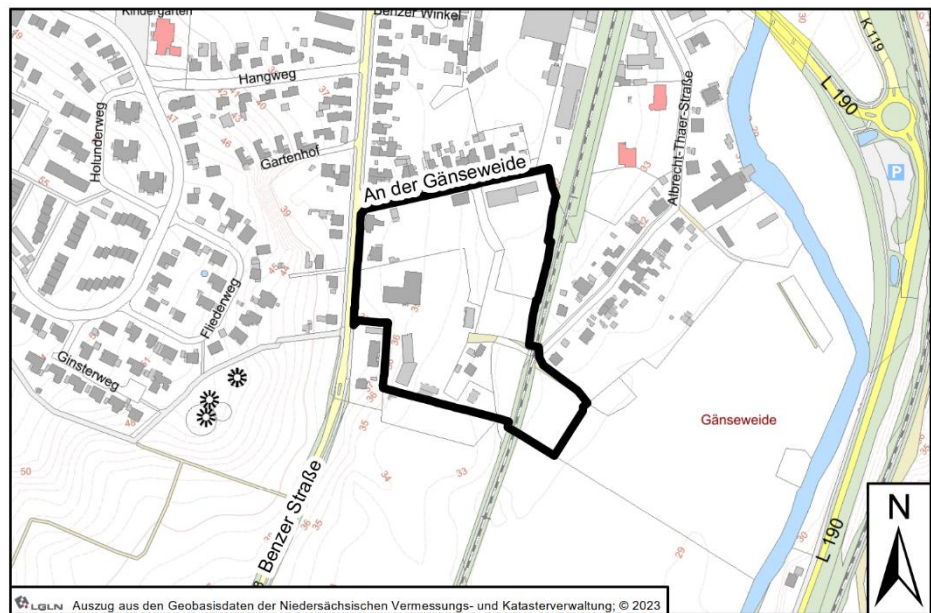 Kindergarten
Benzer Winkel
K 119
L 190
Hangweg
Holunderweg
Gartenhof
An der Gänseweide
Albrecht-Thaer-Straße
P
Fliederweg
Ginsterweg
Gänseweide
Benzer Straße
L 190
N
LGLN Auszug aus den Geobasisdaten der Niedersächsischen Vermessungs- und Katasterverwaltung; © 2023